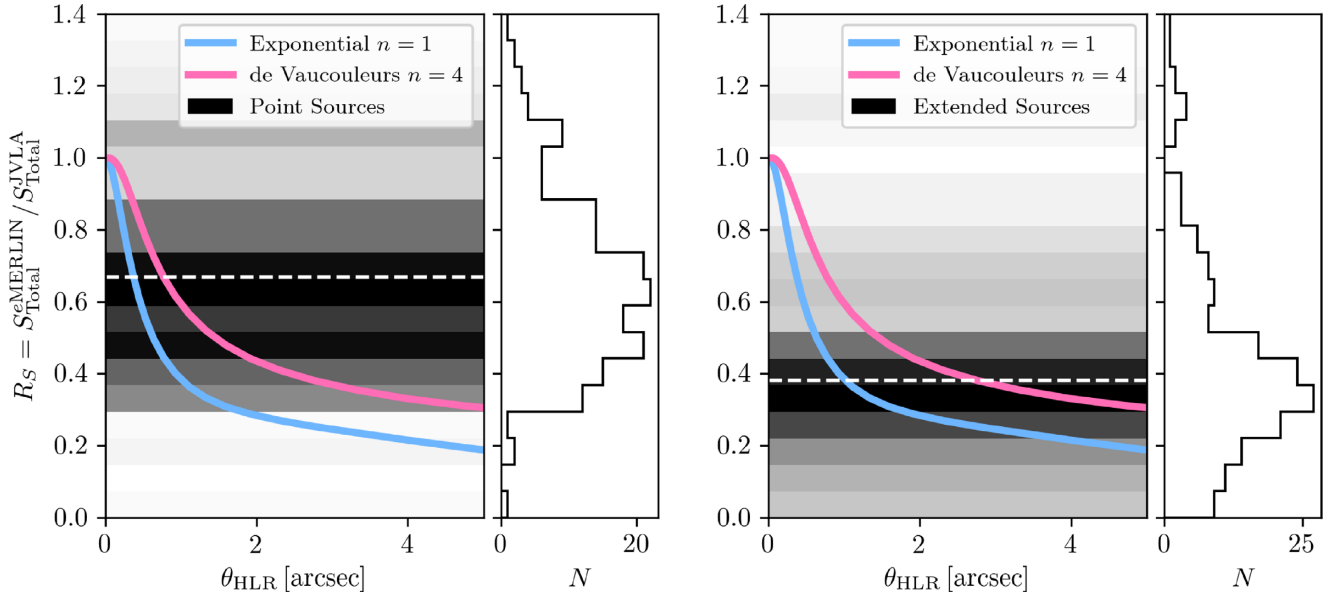 R_S = S_Total^eMERLIN / S_Total^JVLA
1.4
1.2
1.0
0.8
0.6
0.4
0.2
0.0
Exponential n = 1
de Vaucouleurs n = 4
Point Sources
0 2 4
θ_HLR [arcsec]
0 20
N
1.4
1.2
1.0
0.8
0.6
0.4
0.2
0.0
Exponential n = 1
de Vaucouleurs n = 4
Extended Sources
0 2 4
θ_HLR [arcsec]
0 25
N